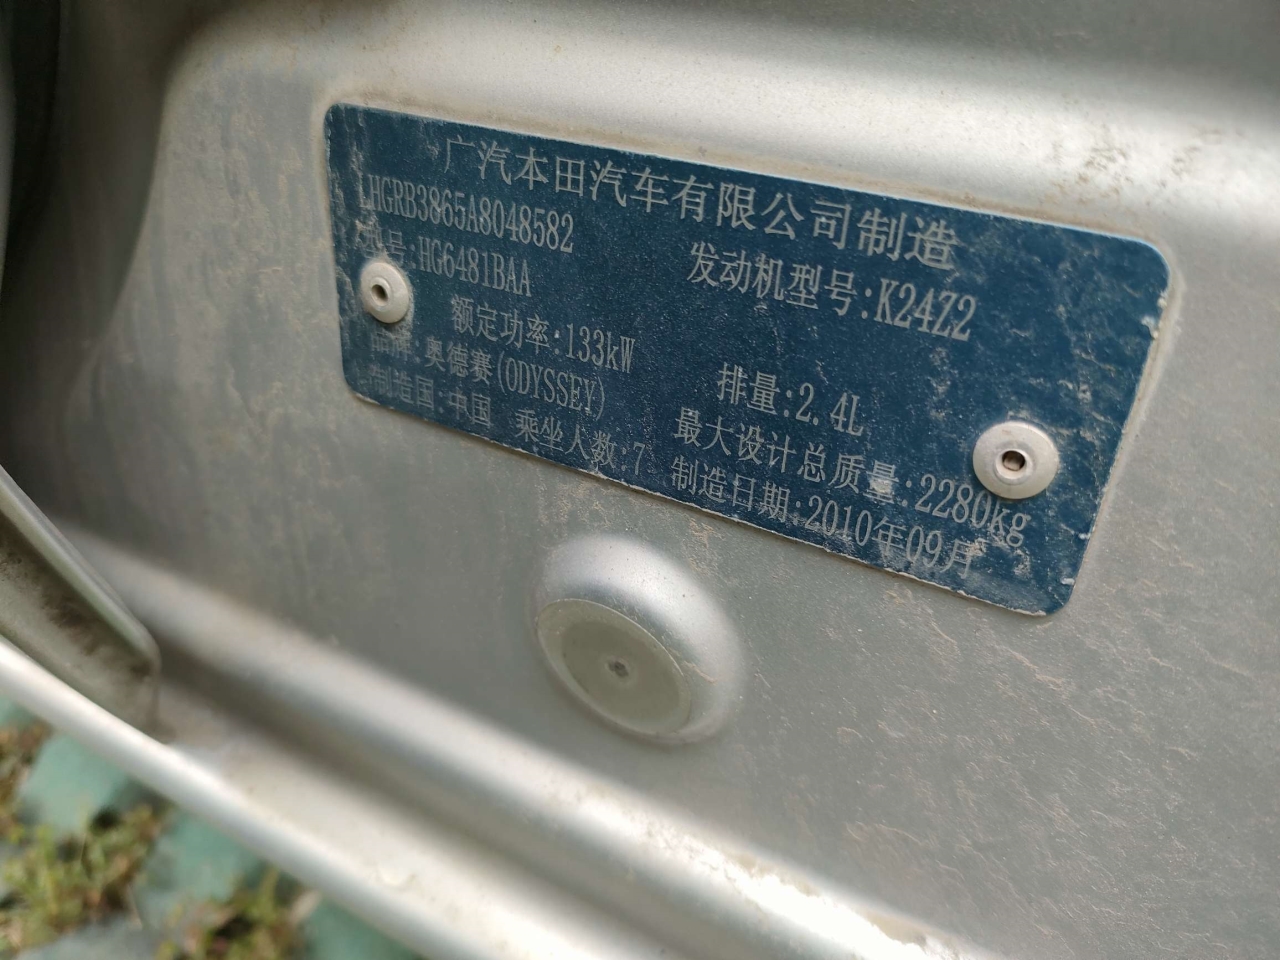 广汽本田汽车有限公司制造
LHGRB3865A8048582
型号:HG6481BAA 发动机型号:K24Z2
额定功率:133kW 排量:2.4L
品牌:奥德赛(ODYSSEY) 最大设计总质量:2280kg
制造国:中国 乘坐人数:7 制造日期:2010年09月